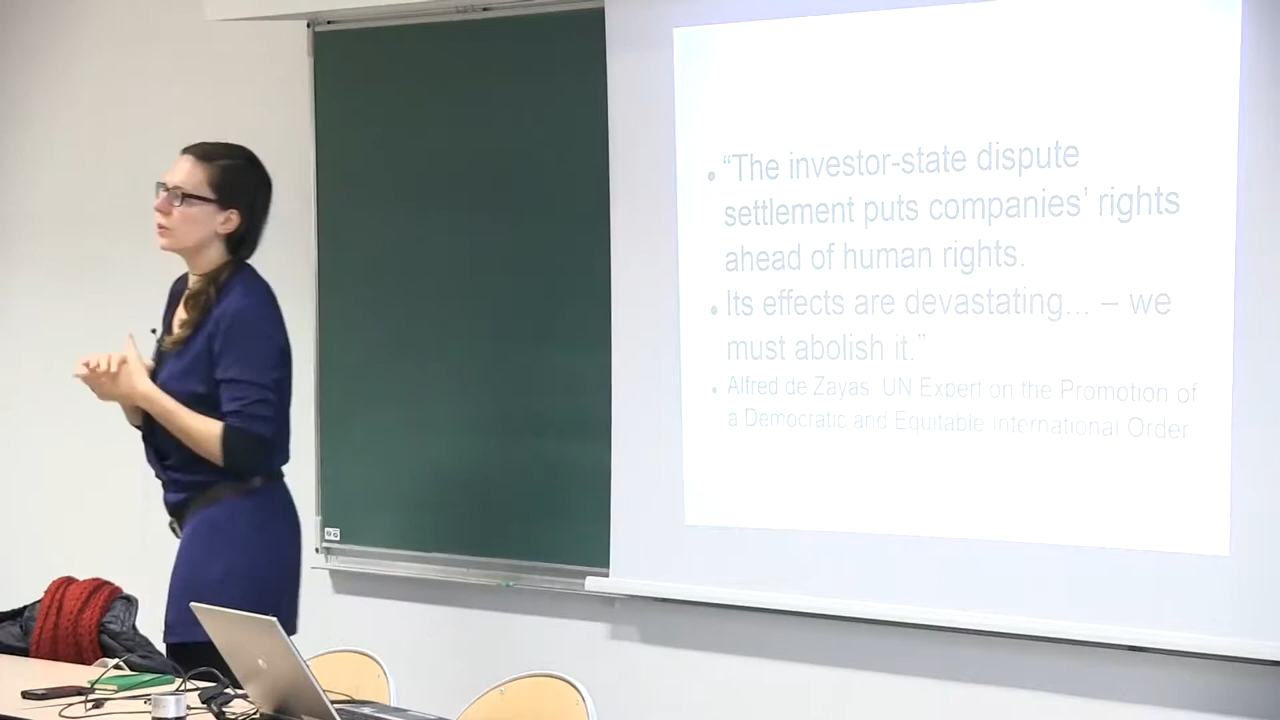 “The investor-state dispute
settlement puts companies’ rights
ahead of human rights.
Its effects are devastating... – we
must abolish it.”
Alfred de Zayas UN Expert on the Promotion of
a Democratic and Equitable International Order